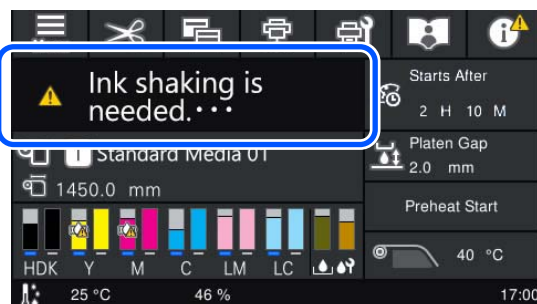 Ink shaking is
needed.･･･
Starts After
2 H 10 M
1 Standard Media 01
1450.0 mm
Platen Gap
2.0 mm
Preheat Start
40 °C
HDK Y M C LM LC
25 °C 46 % 17:00